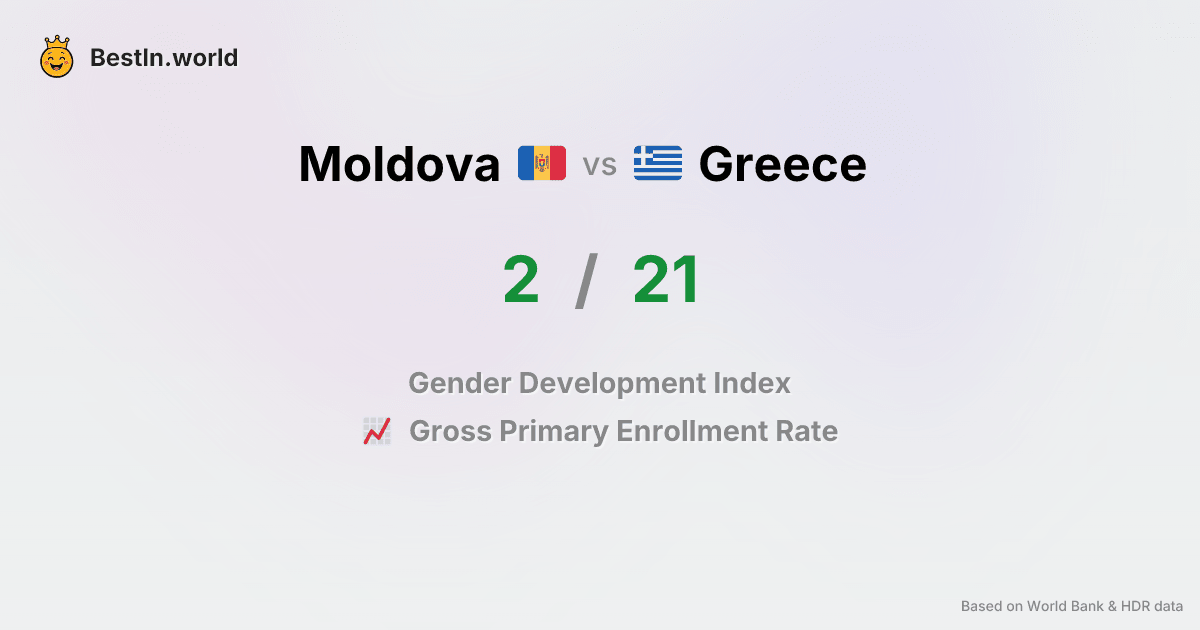 BestIn.world
Moldova vs Greece
2 / 21
Gender Development Index
Gross Primary Enrollment Rate
Based on World Bank & HDR data